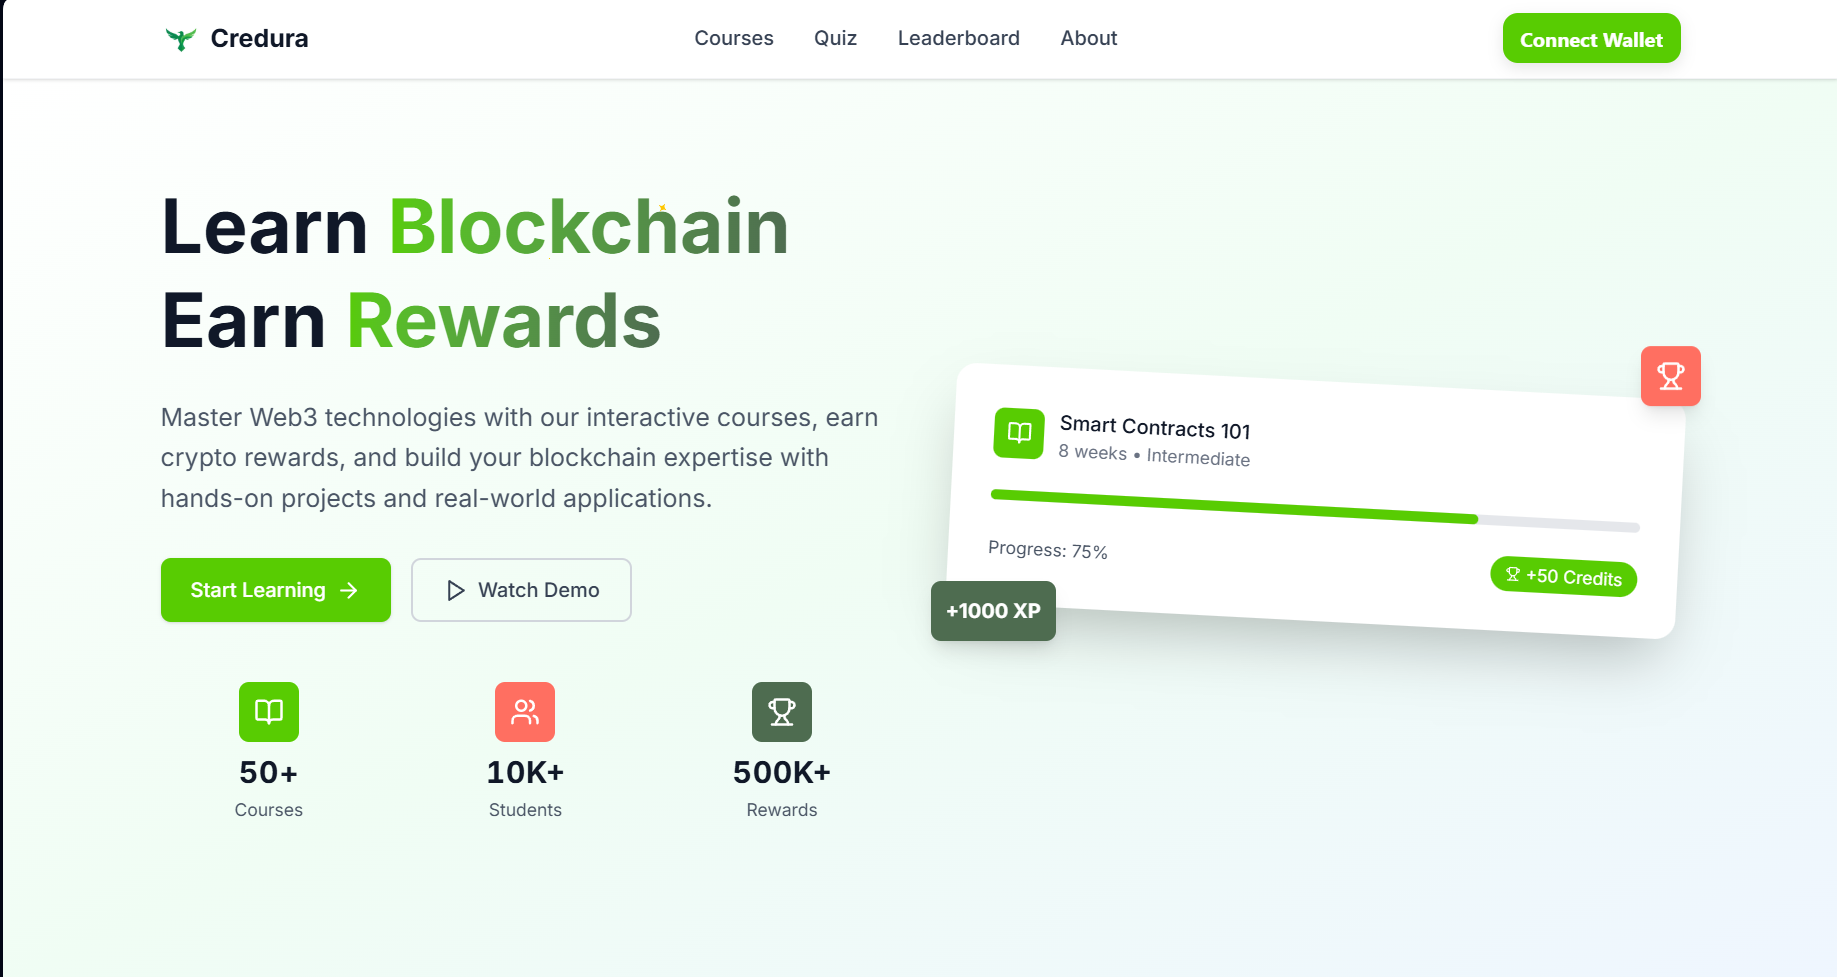 Credura
Courses
Quiz
Leaderboard
About
Connect Wallet
Learn Blockchain
Earn Rewards
Master Web3 technologies with our interactive courses, earn
crypto rewards, and build your blockchain expertise with
hands-on projects and real-world applications.
Start Learning
Watch Demo
50+
Courses
10K+
Students
500K+
Rewards
Smart Contracts 101
8 weeks • Intermediate
Progress: 75%
+50 Credits
+1000 XP